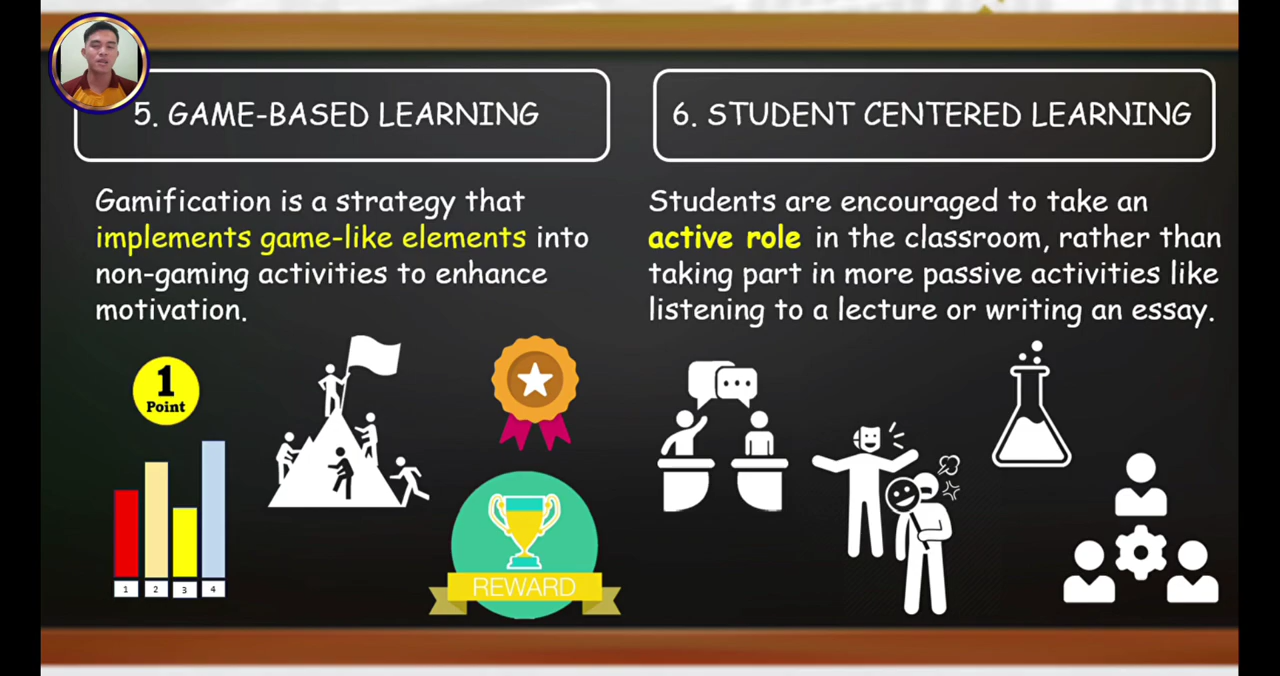 5. GAME-BASED LEARNING
Gamification is a strategy that
implements game-like elements into
non-gaming activities to enhance
motivation.
1
Point
1 2 3 4
REWARD
6. STUDENT CENTERED LEARNING
Students are encouraged to take an
active role in the classroom, rather than
taking part in more passive activities like
listening to a lecture or writing an essay.